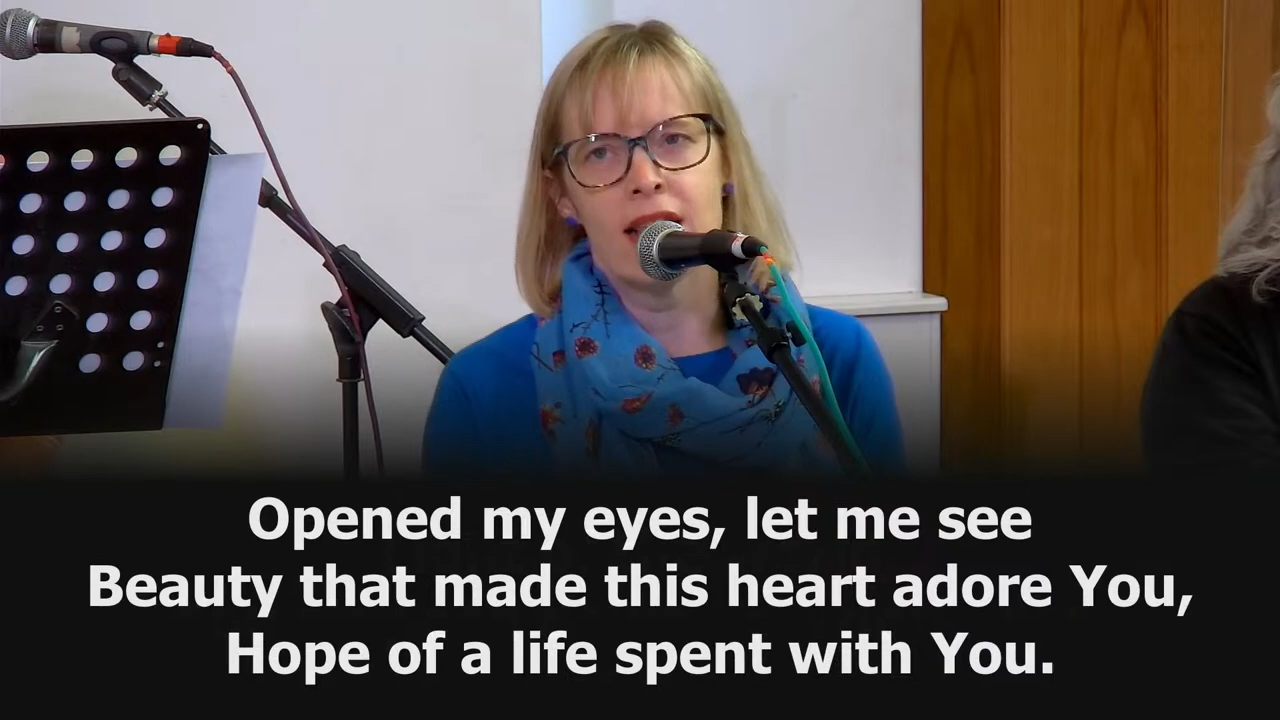 Opened my eyes, let me see
Beauty that made this heart adore You,
Hope of a life spent with You.